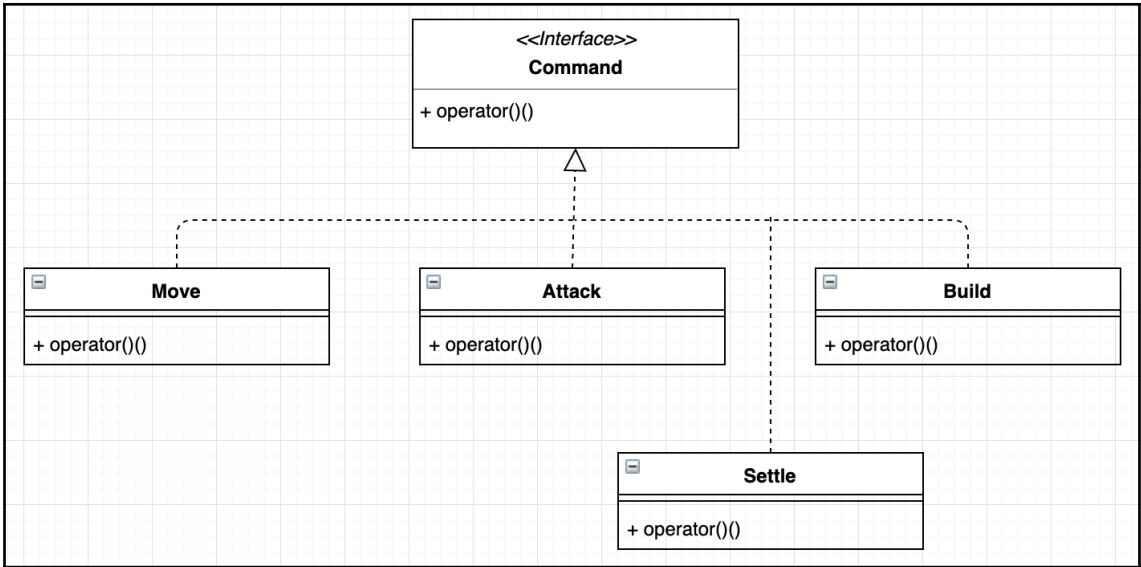 <<Interface>>
Command
+ operator()()
Move
+ operator()()
Attack
+ operator()()
Build
+ operator()()
Settle
+ operator()()